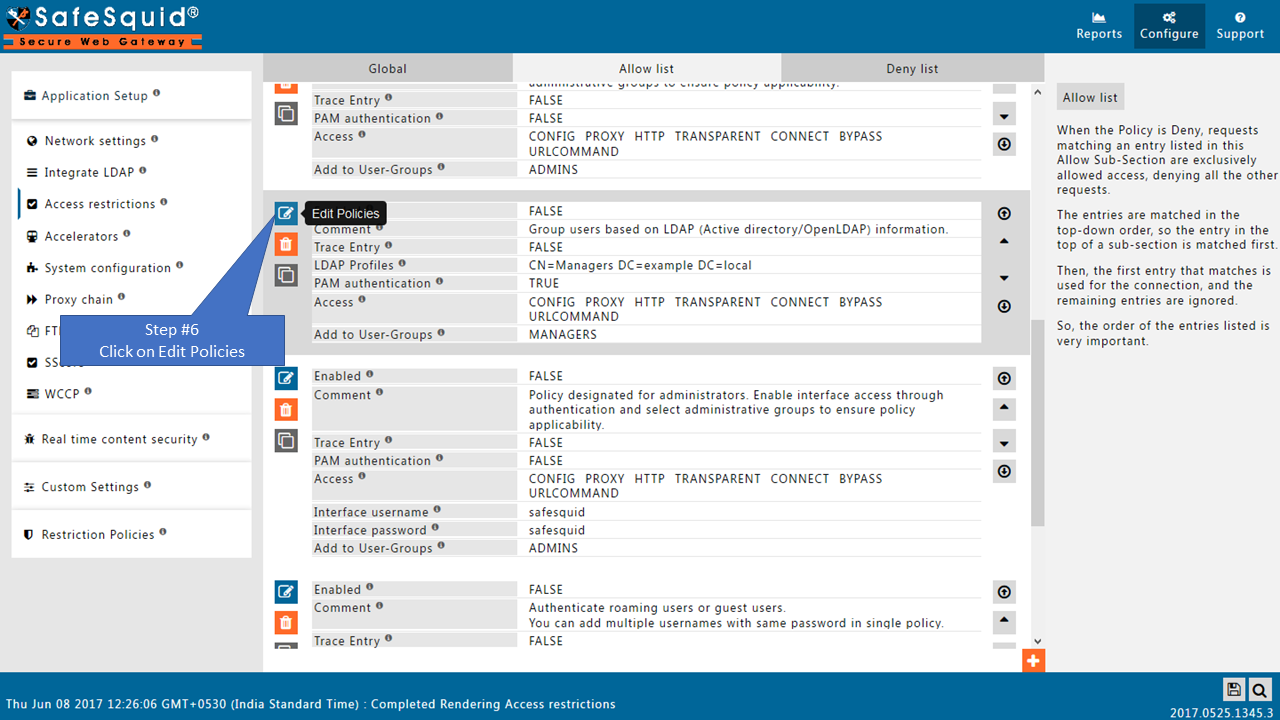 SafeSquid®
Secure Web Gateway
Reports
Configure
Support
Application Setup
Network settings
Integrate LDAP
Access restrictions
Accelerators
System configuration
Proxy chain
WCCP
Real time content security
Custom Settings
Restriction Policies
Step #6
Click on Edit Policies
Global
Allow list
Deny list
administrative groups to ensure policy applicability.
Trace Entry FALSE
PAM authentication FALSE
Access CONFIG PROXY HTTP TRANSPARENT CONNECT BYPASS
URLCOMMAND
Add to User-Groups ADMINS
Edit Policies
FALSE
Comment Group users based on LDAP (Active directory/OpenLDAP) information.
Trace Entry FALSE
LDAP Profiles CN=Managers DC=example DC=local
PAM authentication TRUE
Access CONFIG PROXY HTTP TRANSPARENT CONNECT BYPASS
URLCOMMAND
Add to User-Groups MANAGERS
Enabled FALSE
Comment Policy designated for administrators. Enable interface access through
authentication and select administrative groups to ensure policy
applicability.
Trace Entry FALSE
PAM authentication FALSE
Access CONFIG PROXY HTTP TRANSPARENT CONNECT BYPASS
URLCOMMAND
Interface username safesquid
Interface password safesquid
Add to User-Groups ADMINS
Enabled FALSE
Comment Authenticate roaming users or guest users.
You can add multiple usernames with same password in single policy.
Trace Entry FALSE
Allow list
When the Policy is Deny, requests
matching an entry listed in this
Allow Sub-Section are exclusively
allowed access, denying all the other
requests.
The entries are matched in the
top-down order, so the entry in the
top of a sub-section is matched first.
Then, the first entry that matches is
used for the connection, and the
remaining entries are ignored.
So, the order of the entries listed is
very important.
Thu Jun 08 2017 12:26:06 GMT+0530 (India Standard Time) : Completed Rendering Access restrictions
2017.0525.1345.3